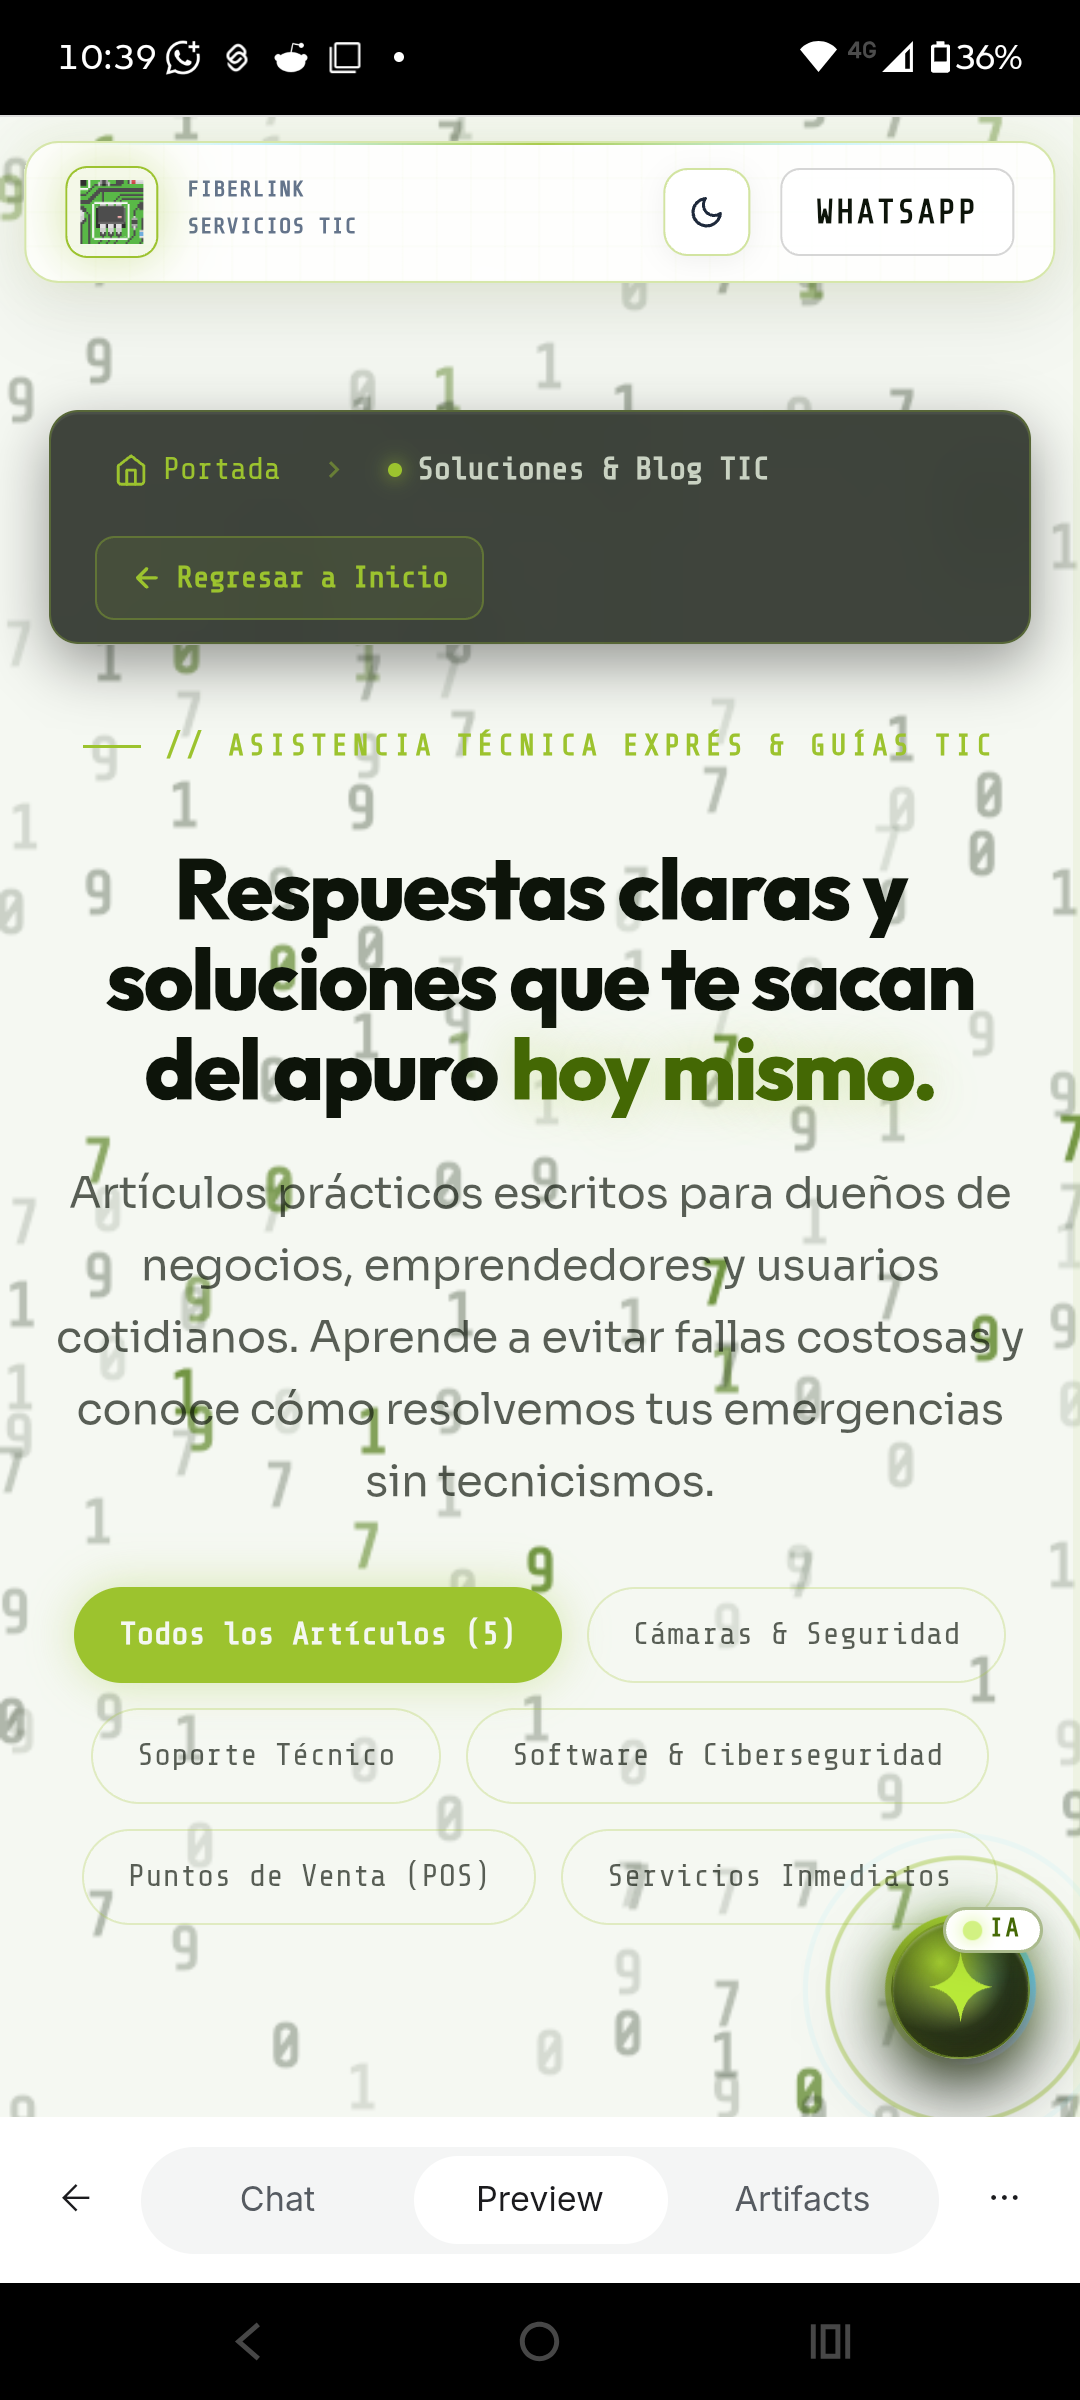 10:39
4G
36%
FIBERLINK
SERVICIOS TIC
WHATSAPP
Portada > Soluciones & Blog TIC
← Regresar a Inicio
// ASISTENCIA TÉCNICA EXPRÉS & GUÍAS TIC
Respuestas claras y
soluciones que te sacan
del apuro hoy mismo.
Artículos prácticos escritos para dueños de
negocios, emprendedores y usuarios
cotidianos. Aprende a evitar fallas costosas y
conoce cómo resolvemos tus emergencias
sin tecnicismos.
Todos los Artículos (5)
Cámaras & Seguridad
Soporte Técnico
Software & Ciberseguridad
Puntos de Venta (POS)
Servicios Inmediatos
IA
Chat
Preview
Artifacts